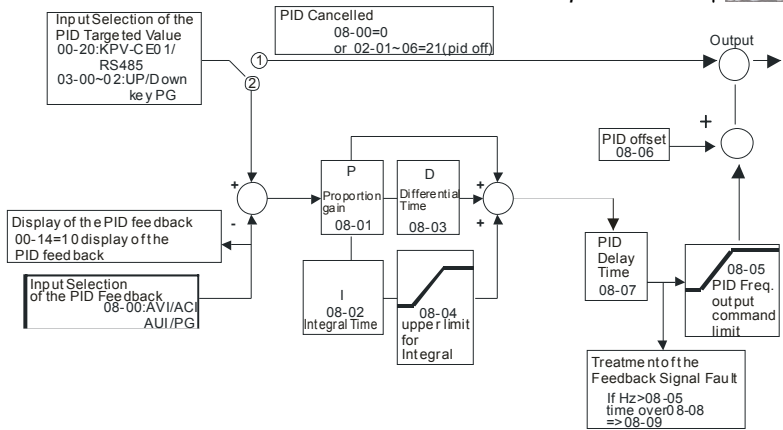 Input Selection of the
PID Targeted Value
00-20:KPV-CE01/
RS485
03-00~02:UP/Down
key PG
PID Cancelled
08-00=0
or 02-01~06=21(pid off)
1
2
Output
+
PID offset
08-06
P
Proportion
gain
08-01
D
Differential
Time
08-03
+
+
+
-
Display of the PID feedback
00-14=10 display of the
PID feedback
Input Selection
of the PID Feedback
08-00:AVI/ACI
AUI/PG
I
08-02
Integral Time
08-04
upper limit
for
Integral
PID
Delay
Time
08-07
08-05
PID Freq.
output
command
limit
Treatment of the
Feedback Signal Fault
If Hz>08-05
time over08-08
=>08-09